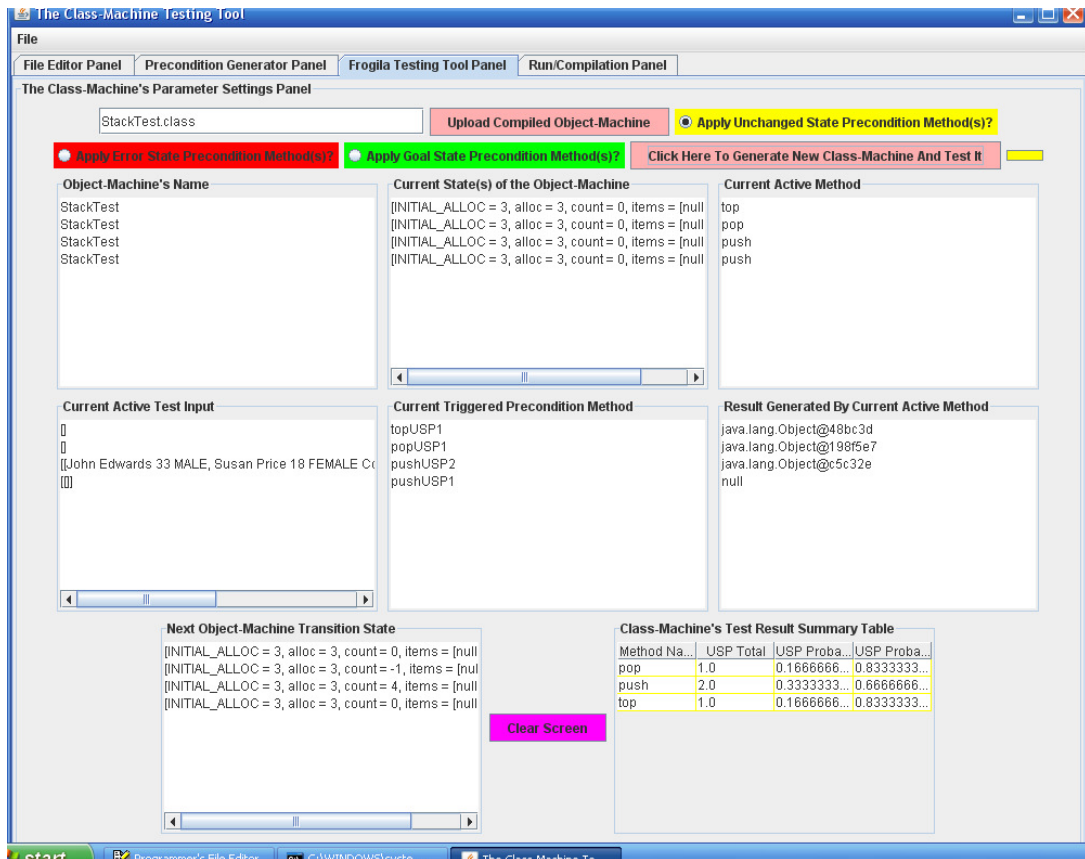 The Class-Machine Testing Tool
File
File Editor Panel
Precondition Generator Panel
Frogila Testing Tool Panel
Run/Compilation Panel
The Class-Machine's Parameter Settings Panel
StackTest.class
Upload Compiled Object-Machine
Apply Unchanged State Precondition Method(s)?
Apply Error State Precondition Method(s)?
Apply Goal State Precondition Method(s)?
Click Here To Generate New Class-Machine And Test It
Object-Machine's Name
StackTest
StackTest
StackTest
StackTest
Current State(s) of the Object-Machine
[INITIAL_ALLOC = 3, alloc = 3, count = 0, items = [null
[INITIAL_ALLOC = 3, alloc = 3, count = 0, items = [null
[INITIAL_ALLOC = 3, alloc = 3, count = 0, items = [null
[INITIAL_ALLOC = 3, alloc = 3, count = 0, items = [null
Current Active Method
top
pop
push
push
Current Active Test Input
[]
[]
[[John Edwards 33 MALE, Susan Price 18 FEMALE Co
[[]]
Current Triggered Precondition Method
topUSP1
popUSP1
pushUSP2
pushUSP1
Result Generated By Current Active Method
java.lang.Object@48bc3d
java.lang.Object@198f5e7
java.lang.Object@c5c32e
null
Next Object-Machine Transition State
[INITIAL_ALLOC = 3, alloc = 3, count = 0, items = [null
[INITIAL_ALLOC = 3, alloc = 3, count = -1, items = [nul
[INITIAL_ALLOC = 3, alloc = 3, count = 4, items = [null
[INITIAL_ALLOC = 3, alloc = 3, count = 0, items = [null
Clear Screen
Class-Machine's Test Result Summary Table
Method Na... USP Total USP Proba... USP Proba...
pop 1.0 0.1666666... 0.8333333...
push 2.0 0.3333333... 0.6666666...
top 1.0 0.1666666... 0.8333333...
start
Programmer's File Editor
C:\WINDOWS\syste...
The Class-Machine To...